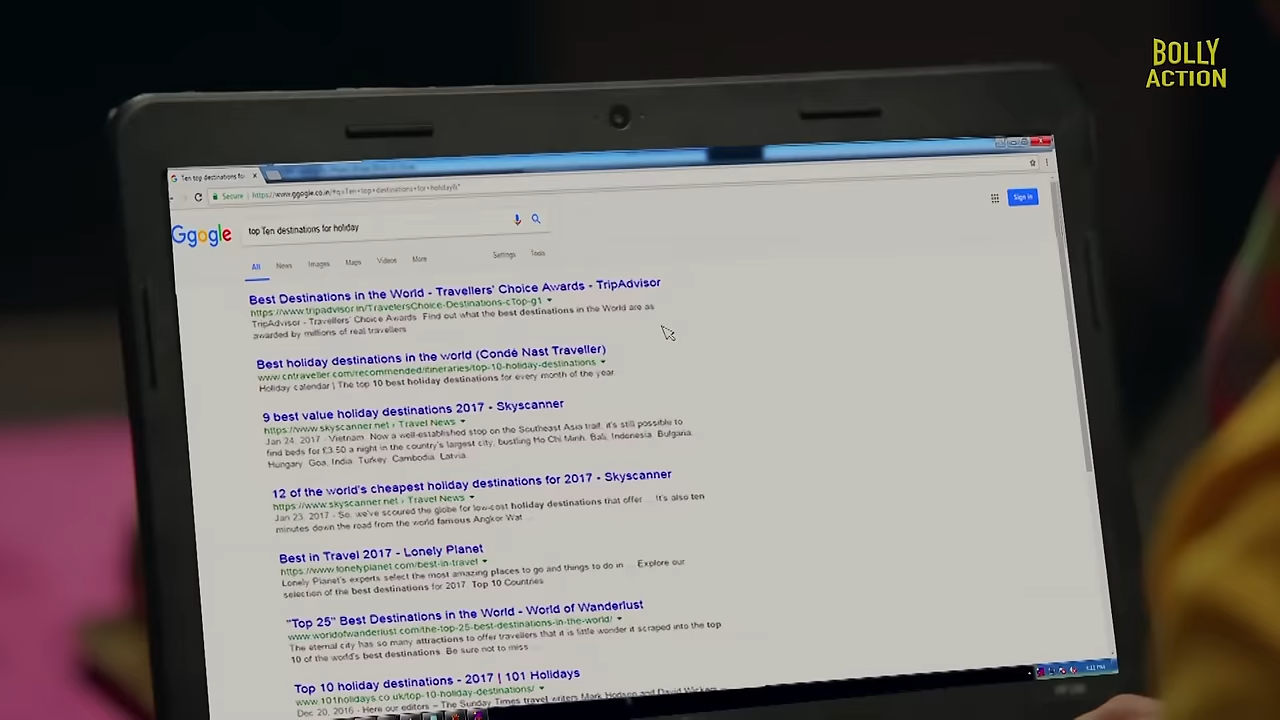 BOLLY
ACTION
Ten top destinations fo
Secure https://www.ggogle.co.in/#q=Ten+top+destinations+for+holiday
Sign in
Ggogle
top Ten destinations for holiday
All News Images Maps Videos More Settings Tools
Best Destinations in the World - Travellers' Choice Awards - TripAdvisor
https://www.tripadvisor.in/TravelersChoice-Destinations-cTop-g1
TripAdvisor - Travellers' Choice Awards Find out what the best destinations in the World are as
awarded by millions of real travellers
Best holiday destinations in the world (Condé Nast Traveller)
www.cntraveller.com/recommended/itineraries/top-10-holiday-destinations
Holiday calendar | The top 10 best holiday destinations for every month of the year
9 best value holiday destinations 2017 - Skyscanner
https://www.skyscanner.net › Travel News
Jan 24, 2017 - Vietnam. Now a well-established stop on the Southeast Asia trail, it's still possible to
find beds for £3.50 a night in the country's largest city, bustling Ho Chi Minh. Bali, Indonesia. Bulgaria.
Hungary. Goa, India. Turkey. Cambodia. Latvia.
12 of the world's cheapest holiday destinations for 2017 - Skyscanner
https://www.skyscanner.net › Travel News
Jan 23, 2017 - So, we've scoured the globe for low-cost holiday destinations that offer ... It's also ten
minutes down the road from the world famous Angkor Wat
Best in Travel 2017 - Lonely Planet
https://www.lonelyplanet.com/best-in-travel
Lonely Planet's experts select the most amazing places to go and things to do in ... Explore our
selection of the best destinations for 2017 Top 10 Countries
"Top 25" Best Destinations in the World - World of Wanderlust
www.worldofwanderlust.com/the-top-25-best-destinations-in-the-world/
The eternal city has so many attractions to offer travellers that it is little wonder it scraped into the top
10 of the world's best destinations. Be sure not to miss
Top 10 holiday destinations - 2017 | 101 Holidays
www.101holidays.co.uk/top-10-holiday-destinations/
Dec 20, 2016 - Here our editors – The Sunday Times travel writers Mark Hodson and David Wickers